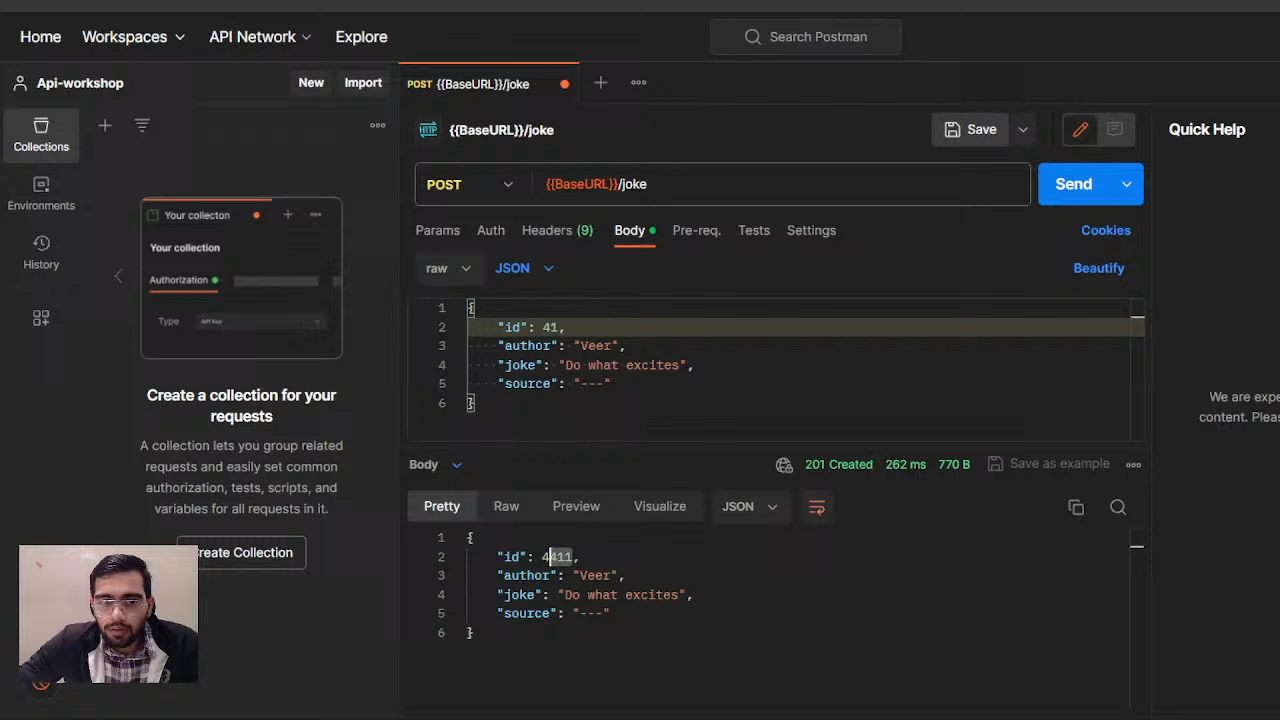 Home Workspaces API Network Explore Search Postman
Api-workshop New Import
POST {{BaseURL}}/joke
HTTP {{BaseURL}}/joke Save
Quick Help
POST {{BaseURL}}/joke Send
Collections
Environments
History
Your collecton
Your collection
Authorization
Type API Key
Create a collection for your
requests
A collection lets you group related
requests and easily set common
authorization, tests, scripts, and
variables for all requests in it.
Create Collection
Params Auth Headers (9) Body Pre-req. Tests Settings Cookies
raw JSON Beautify
1 {
2 "id": 41,
3 "author": "Veer",
4 "joke": "Do what excites",
5 "source": "---"
6 }
We are expe
content. Pleas
Body 201 Created 262 ms 770 B Save as example
Pretty Raw Preview Visualize JSON
1 {
2 "id": 4411,
3 "author": "Veer",
4 "joke": "Do what excites",
5 "source": "---"
6 }